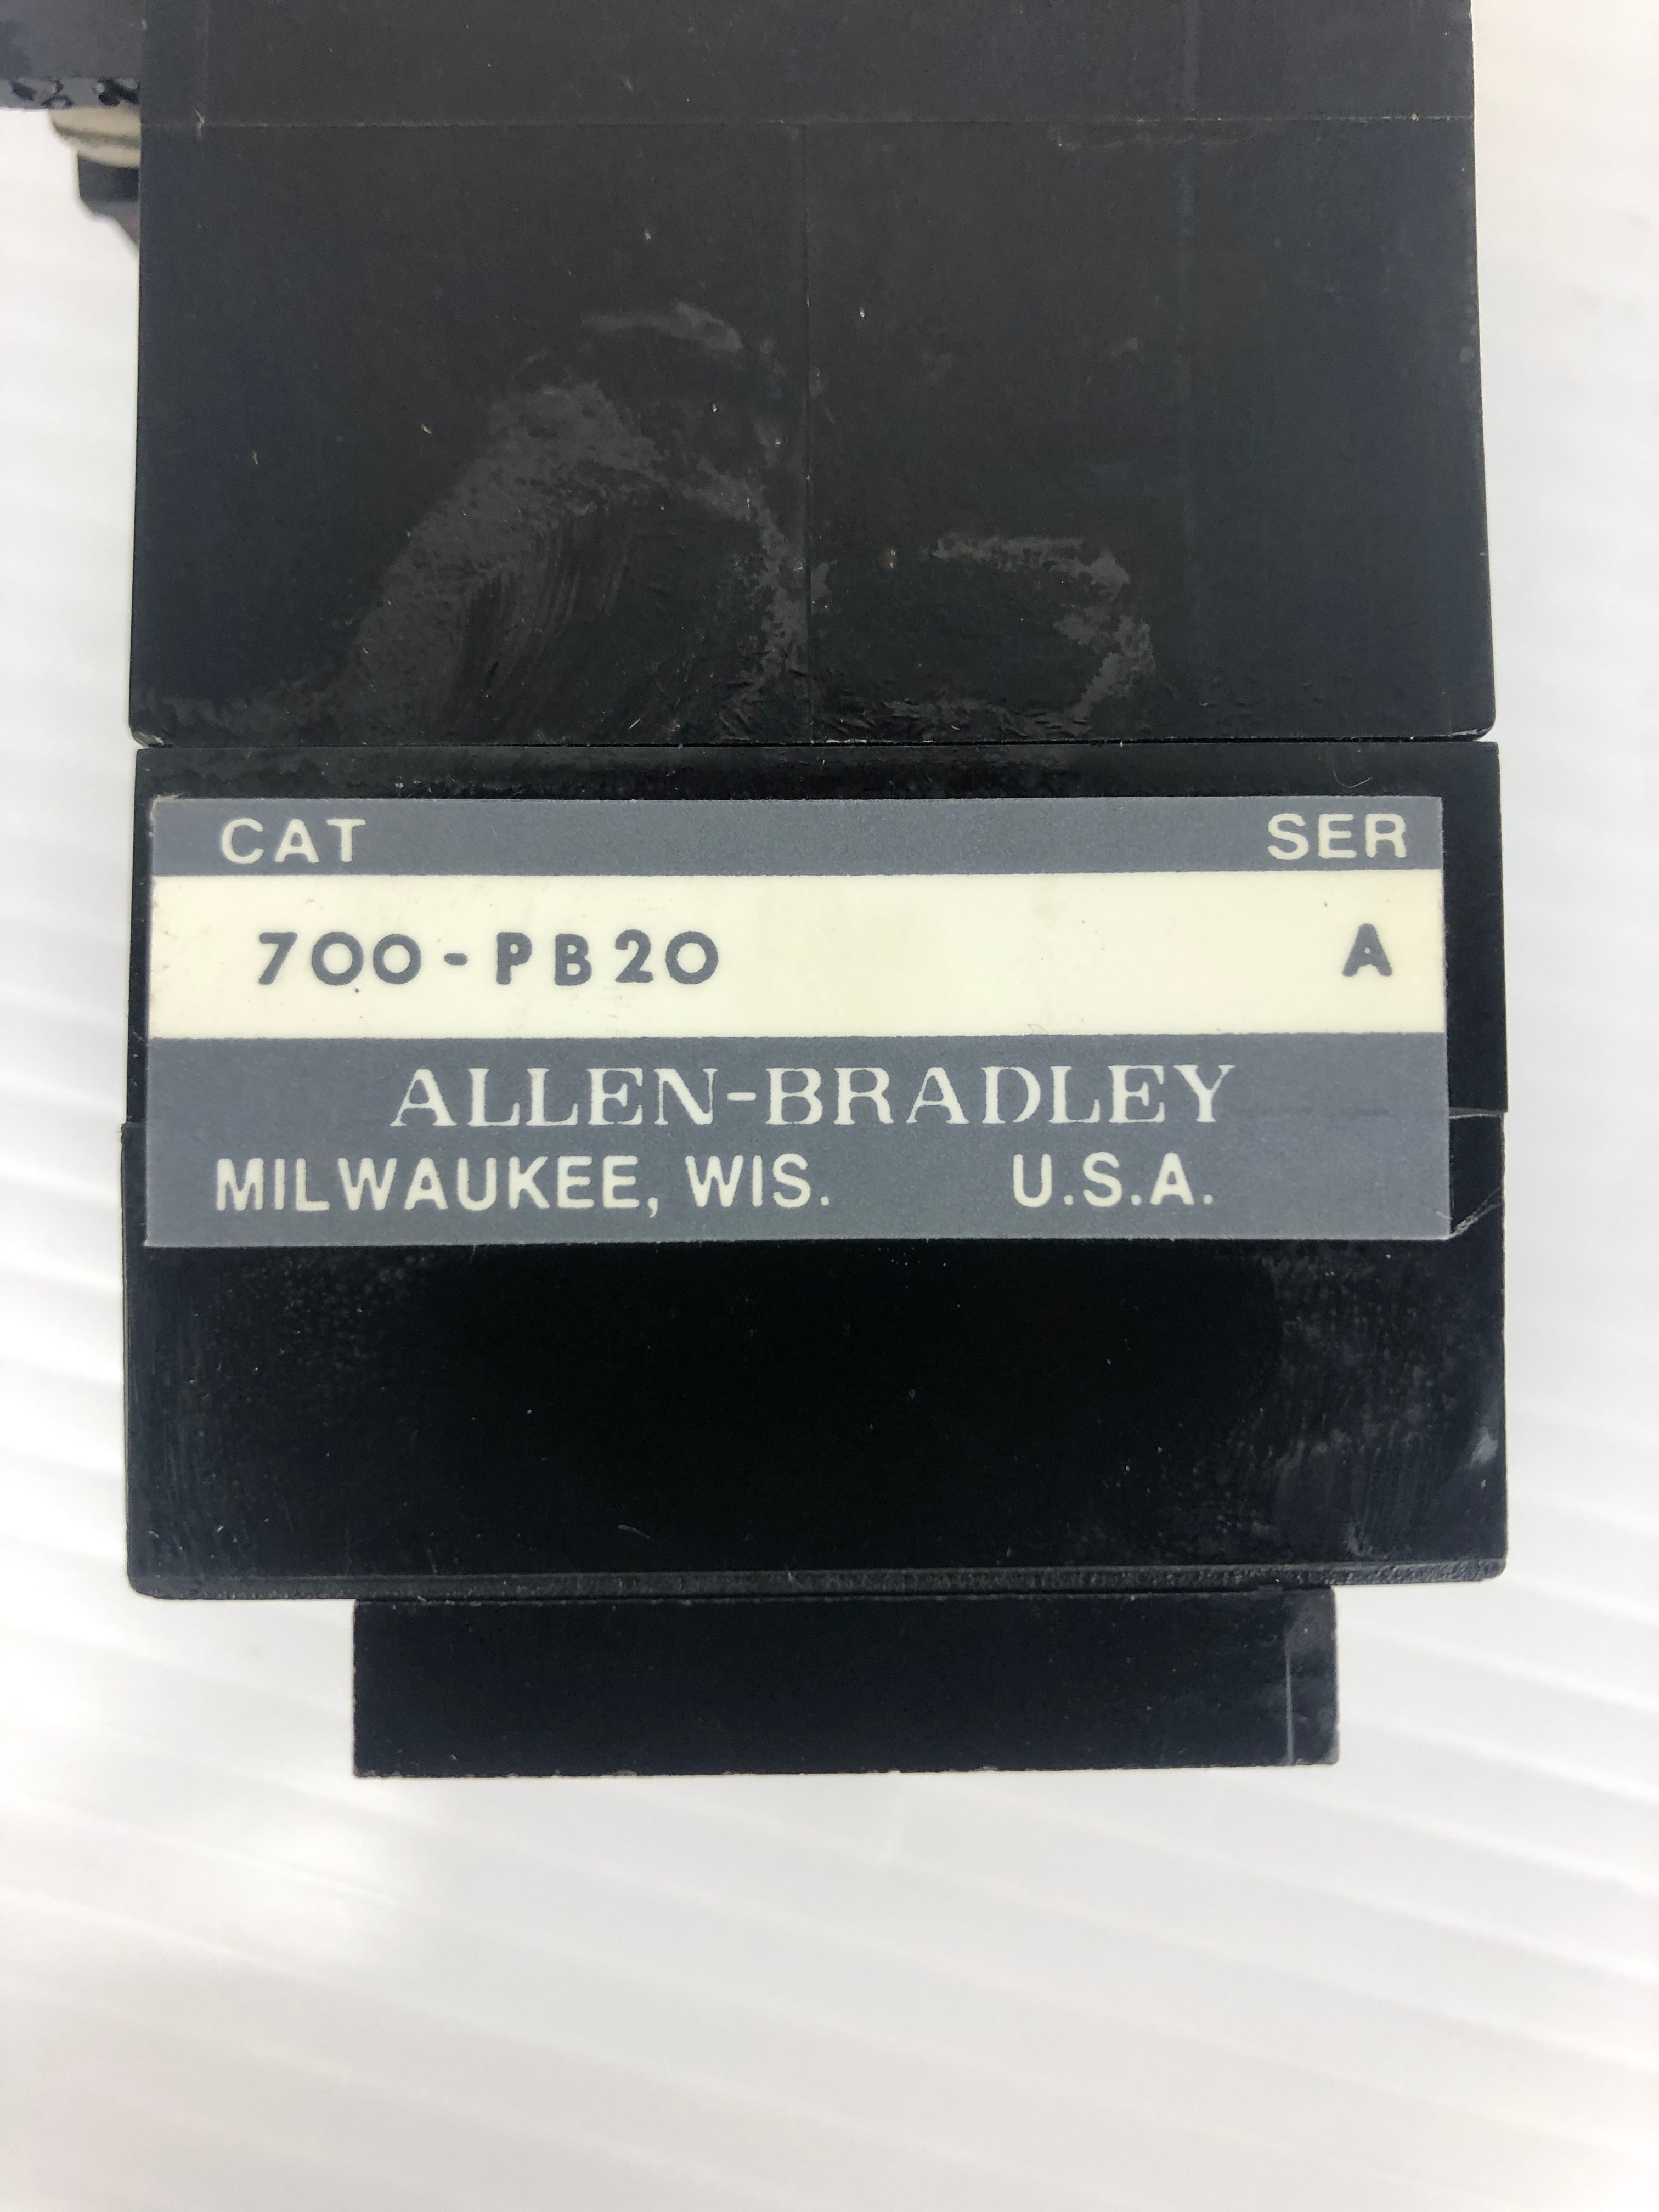 CAT SER
700-PB20 A
ALLEN-BRADLEY
MILWAUKEE, WIS. U.S.A.